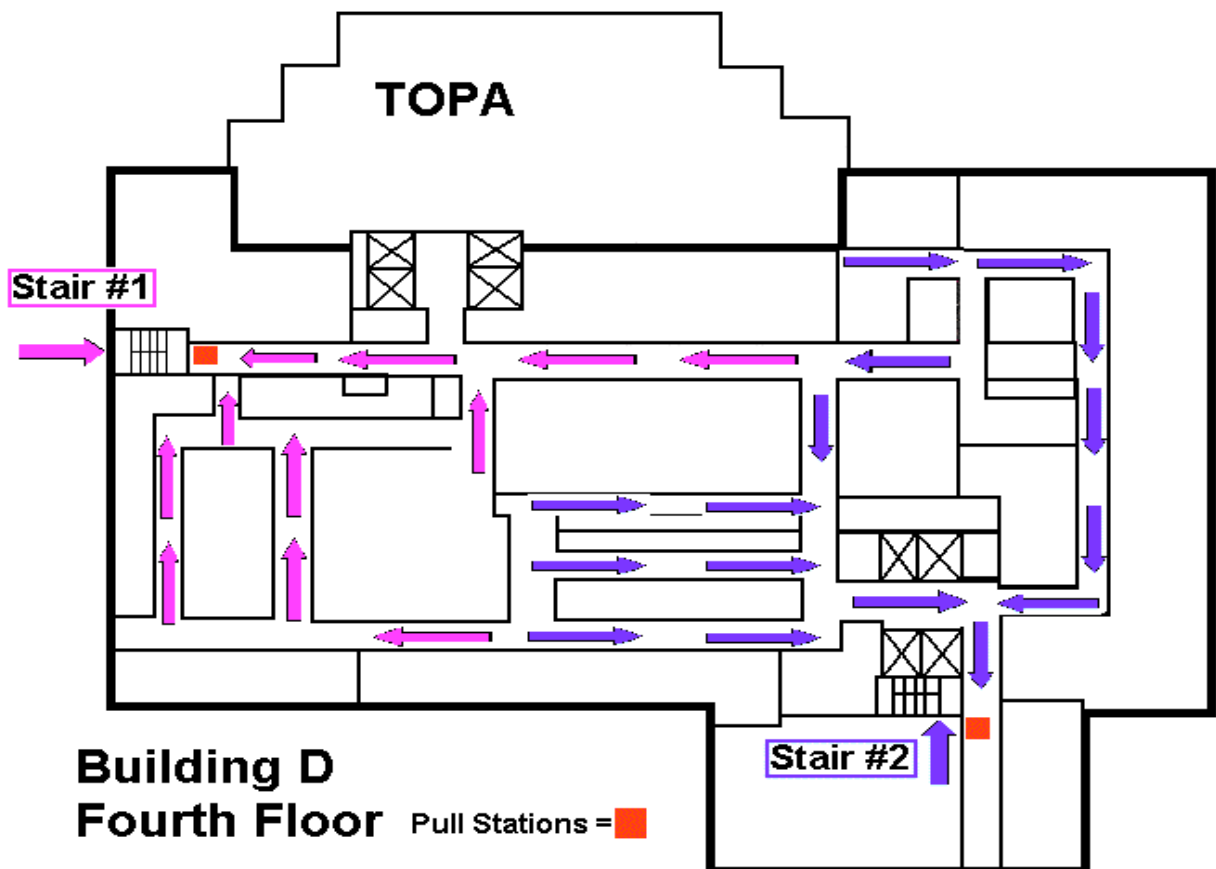 TOPA
Stair #1
Stair #2
Building D
Fourth Floor Pull Stations =